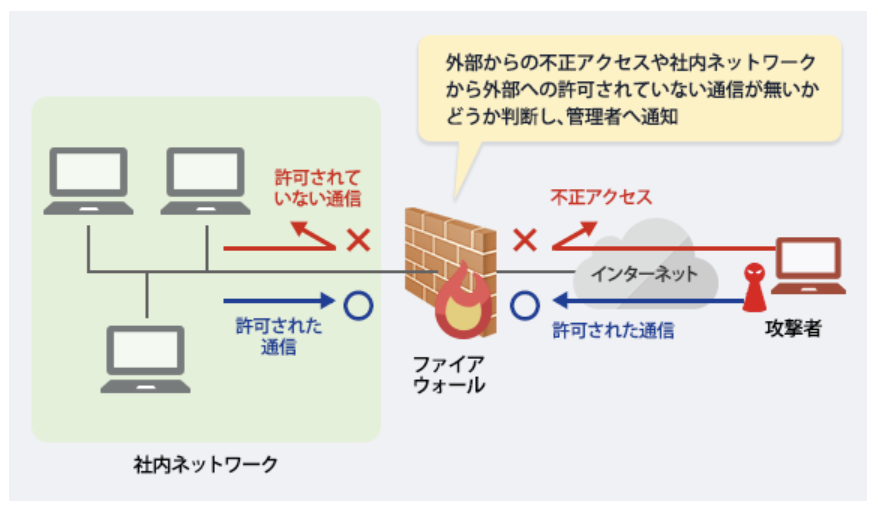 外部からの不正アクセスや社内ネットワーク
から外部への許可されていない通信が無いか
どうか判断し、管理者へ通知
許可されて
いない通信
不正アクセス
インターネット
許可された
通信
許可された通信
攻撃者
ファイア
ウォール
社内ネットワーク